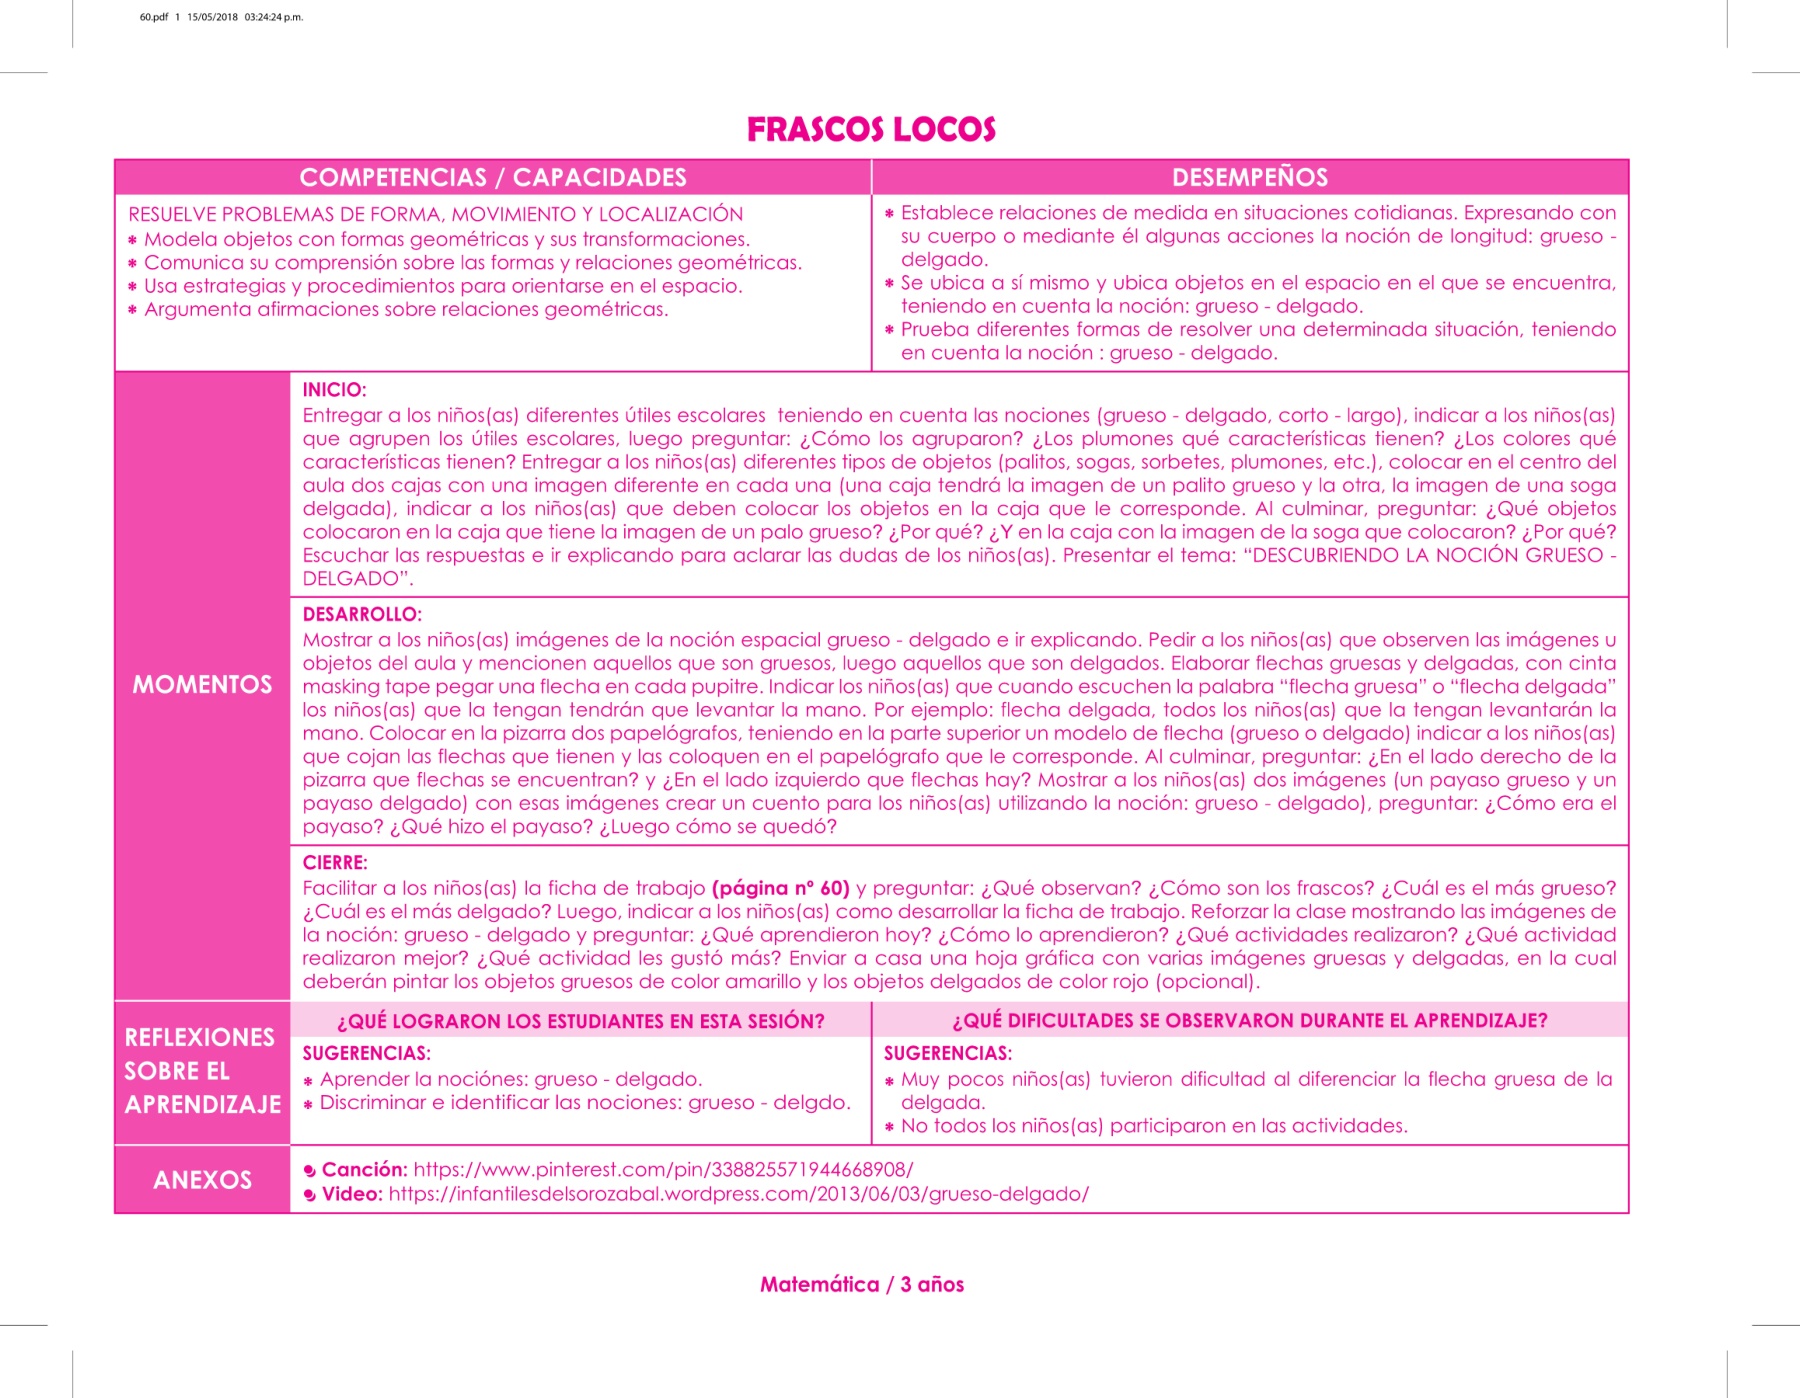 60.pdf 1 15/05/2018 03:24:24 p.m.
FRASCOS LOCOS
COMPETENCIAS / CAPACIDADES
RESUELVE PROBLEMAS DE FORMA, MOVIMIENTO Y LOCALIZACIÓN
* Modela objetos con formas geométricas y sus transformaciones.
* Comunica su comprensión sobre las formas y relaciones geométricas.
* Usa estrategias y procedimientos para orientarse en el espacio.
* Argumenta afirmaciones sobre relaciones geométricas.
DESEMPEÑOS
* Establece relaciones de medida en situaciones cotidianas. Expresando con
su cuerpo o mediante él algunas acciones la noción de longitud: grueso -
delgado.
* Se ubica a sí mismo y ubica objetos en el espacio en el que se encuentra,
teniendo en cuenta la noción: grueso - delgado.
* Prueba diferentes formas de resolver una determinada situación, teniendo
en cuenta la noción : grueso - delgado.
MOMENTOS
INICIO:
Entregar a los niños(as) diferentes útiles escolares teniendo en cuenta las nociones (grueso - delgado, corto - largo), indicar a los niños(as)
que agrupen los útiles escolares, luego preguntar: ¿Cómo los agruparon? ¿Los plumones qué características tienen? ¿Los colores qué
características tienen? Entregar a los niños(as) diferentes tipos de objetos (palitos, sogas, sorbetes, plumones, etc.), colocar en el centro del
aula dos cajas con una imagen diferente en cada una (una caja tendrá la imagen de un palito grueso y la otra, la imagen de una soga
delgada), indicar a los niños(as) que deben colocar los objetos en la caja que le corresponde. Al culminar, preguntar: ¿Qué objetos
colocaron en la caja que tiene la imagen de un palo grueso? ¿Por qué? ¿Y en la caja con la imagen de la soga que colocaron? ¿Por qué?
Escuchar las respuestas e ir explicando para aclarar las dudas de los niños(as). Presentar el tema: “DESCUBRIENDO LA NOCIÓN GRUESO -
DELGADO”.
DESARROLLO:
Mostrar a los niños(as) imágenes de la noción espacial grueso - delgado e ir explicando. Pedir a los niños(as) que observen las imágenes u
objetos del aula y mencionen aquellos que son gruesos, luego aquellos que son delgados. Elaborar flechas gruesas y delgadas, con cinta
masking tape pegar una flecha en cada pupitre. Indicar los niños(as) que cuando escuchen la palabra “flecha gruesa” o “flecha delgada”
los niños(as) que la tengan tendrán que levantar la mano. Por ejemplo: flecha delgada, todos los niños(as) que la tengan levantarán la
mano. Colocar en la pizarra dos papelógrafos, teniendo en la parte superior un modelo de flecha (grueso o delgado) indicar a los niños(as)
que cojan las flechas que tienen y las coloquen en el papelógrafo que le corresponde. Al culminar, preguntar: ¿En el lado derecho de la
pizarra que flechas se encuentran? y ¿En el lado izquierdo que flechas hay? Mostrar a los niños(as) dos imágenes (un payaso grueso y un
payaso delgado) con esas imágenes crear un cuento para los niños(as) utilizando la noción: grueso - delgado), preguntar: ¿Cómo era el
payaso? ¿Qué hizo el payaso? ¿Luego cómo se quedó?
CIERRE:
Facilitar a los niños(as) la ficha de trabajo (página nº 60) y preguntar: ¿Qué observan? ¿Cómo son los frascos? ¿Cuál es el más grueso?
¿Cuál es el más delgado? Luego, indicar a los niños(as) como desarrollar la ficha de trabajo. Reforzar la clase mostrando las imágenes de
la noción: grueso - delgado y preguntar: ¿Qué aprendieron hoy? ¿Cómo lo aprendieron? ¿Qué actividades realizaron? ¿Qué actividad
realizaron mejor? ¿Qué actividad les gustó más? Enviar a casa una hoja gráfica con varias imágenes gruesas y delgadas, en la cual
deberán pintar los objetos gruesos de color amarillo y los objetos delgados de color rojo (opcional).
REFLEXIONES
SOBRE EL
APRENDIZAJE
¿QUÉ LOGRARON LOS ESTUDIANTES EN ESTA SESIÓN?
SUGERENCIAS:
* Aprender la nociónes: grueso - delgado.
* Discriminar e identificar las nociones: grueso - delgdo.
¿QUÉ DIFICULTADES SE OBSERVARON DURANTE EL APRENDIZAJE?
SUGERENCIAS:
* Muy pocos niños(as) tuvieron dificultad al diferenciar la flecha gruesa de la
delgada.
* No todos los niños(as) participaron en las actividades.
ANEXOS
Canción: https://www.pinterest.com/pin/338825571944668908/
Video: https://infantilesdelsorozabal.wordpress.com/2013/06/03/grueso-delgado/
Matemática / 3 años